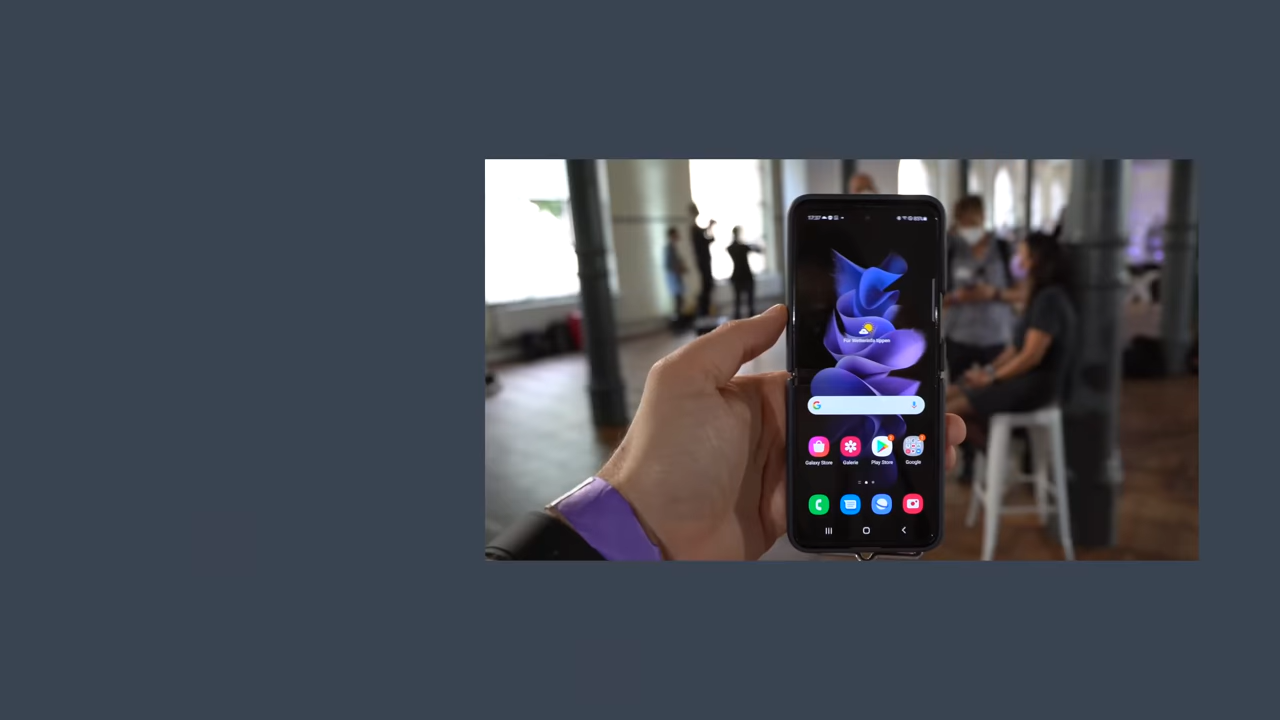 Für Wetterinfo tippen
Galaxy Store
Galerie
Play Store
Google